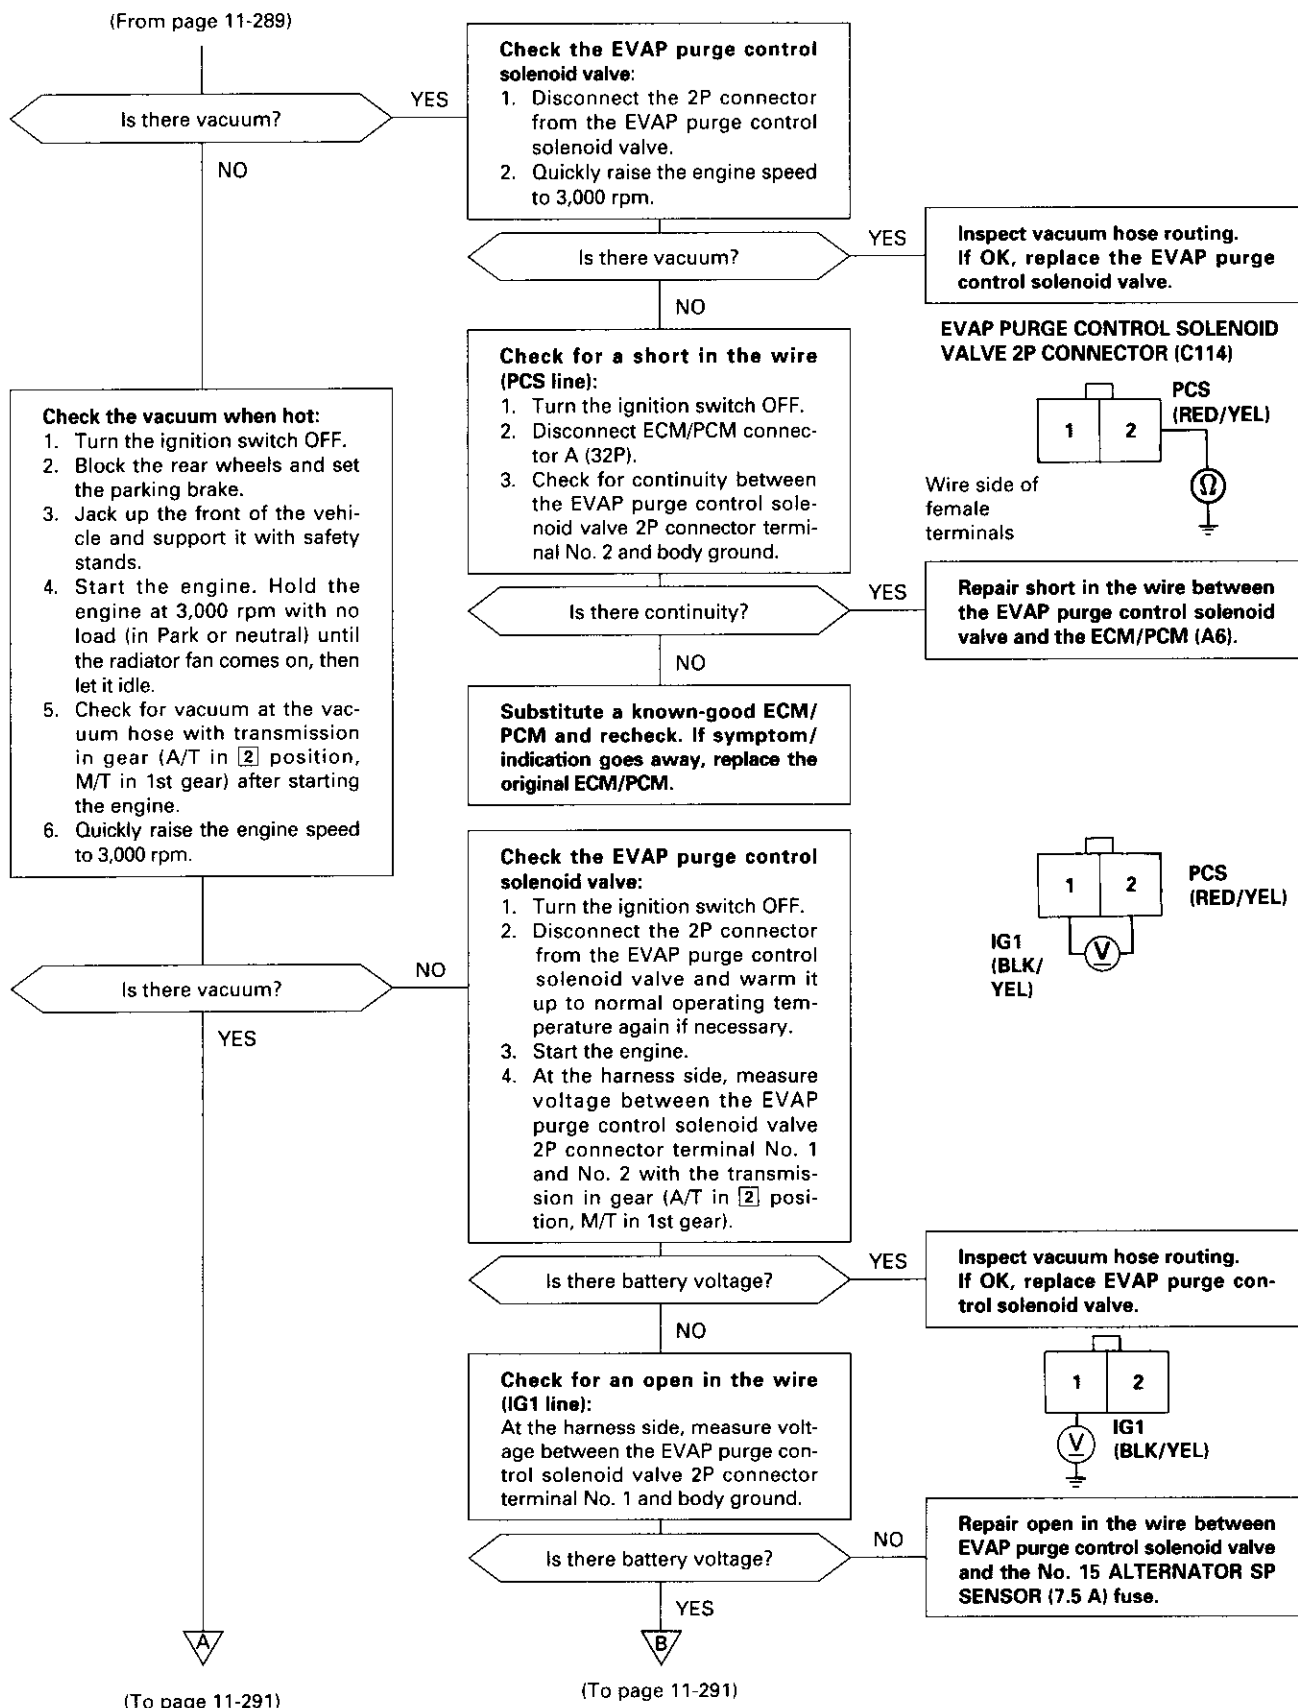 (From page 11-289)
Is there vacuum?
YES
NO
Check the EVAP purge control
solenoid valve:
1. Disconnect the 2P connector
from the EVAP purge control
solenoid valve.
2. Quickly raise the engine speed
to 3,000 rpm.
Is there vacuum?
YES
Inspect vacuum hose routing.
If OK, replace the EVAP purge
control solenoid valve.
NO
EVAP PURGE CONTROL SOLENOID
VALVE 2P CONNECTOR (C114)
PCS
(RED/YEL)
1 2
Ω
Wire side of
female
terminals
Check for a short in the wire
(PCS line):
1. Turn the ignition switch OFF.
2. Disconnect ECM/PCM connec-
tor A (32P).
3. Check for continuity between
the EVAP purge control sole-
noid valve 2P connector termi-
nal No. 2 and body ground.
Is there continuity?
YES
Repair short in the wire between
the EVAP purge control solenoid
valve and the ECM/PCM (A6).
NO
Substitute a known-good ECM/
PCM and recheck. If symptom/
indication goes away, replace the
original ECM/PCM.
Check the vacuum when hot:
1. Turn the ignition switch OFF.
2. Block the rear wheels and set
the parking brake.
3. Jack up the front of the vehi-
cle and support it with safety
stands.
4. Start the engine. Hold the
engine at 3,000 rpm with no
load (in Park or neutral) until
the radiator fan comes on, then
let it idle.
5. Check for vacuum at the vac-
uum hose with transmission
in gear (A/T in 2 position,
M/T in 1st gear) after starting
the engine.
6. Quickly raise the engine speed
to 3,000 rpm.
Is there vacuum?
NO
YES
Check the EVAP purge control
solenoid valve:
1. Turn the ignition switch OFF.
2. Disconnect the 2P connector
from the EVAP purge control
solenoid valve and warm it
up to normal operating tem-
perature again if necessary.
3. Start the engine.
4. At the harness side, measure
voltage between the EVAP
purge control solenoid valve
2P connector terminal No. 1
and No. 2 with the transmis-
sion in gear (A/T in 2 posi-
tion, M/T in 1st gear).
1 2
PCS
(RED/YEL)
IG1
(BLK/
YEL)
V
Is there battery voltage?
YES
Inspect vacuum hose routing.
If OK, replace EVAP purge con-
trol solenoid valve.
NO
Check for an open in the wire
(IG1 line):
At the harness side, measure volt-
age between the EVAP purge con-
trol solenoid valve 2P connector
terminal No. 1 and body ground.
1 2
V
IG1
(BLK/YEL)
Is there battery voltage?
NO
Repair open in the wire between
EVAP purge control solenoid valve
and the No. 15 ALTERNATOR SP
SENSOR (7.5 A) fuse.
YES
A
B
(To page 11-291)
(To page 11-291)